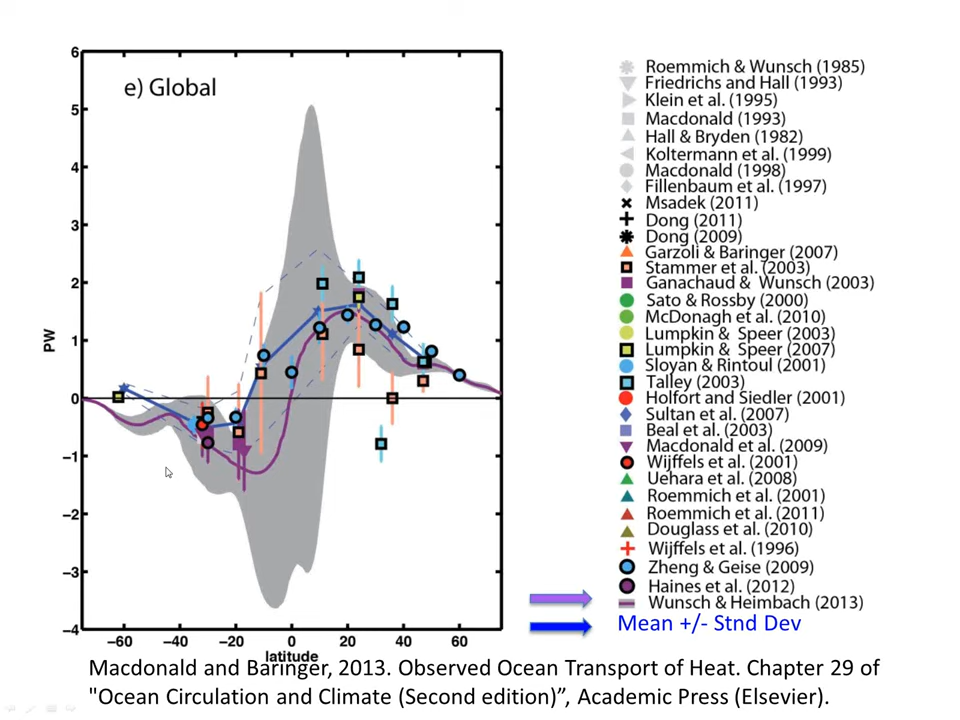 6
e) Global
5
4
3
2
1
PW
0
−1
−2
−3
−4
−60
−40
−20
0
20
40
60
latitude
Roemmich & Wunsch (1985)
Friedrichs and Hall (1993)
Klein et al. (1995)
Macdonald (1993)
Hall & Bryden (1982)
Koltermann et al. (1999)
Macdonald (1998)
Fillenbaum et al. (1997)
Msadek (2011)
Dong (2011)
Dong (2009)
Garzoli & Baringer (2007)
Stammer et al. (2003)
Ganachaud & Wunsch (2003)
Sato & Rossby (2000)
McDonagh et al. (2010)
Lumpkin & Speer (2003)
Lumpkin & Speer (2007)
Sloyan & Rintoul (2001)
Talley (2003)
Holfort and Siedler (2001)
Sultan et al. (2007)
Beal et al. (2003)
Macdonald et al. (2009)
Wijffels et al. (2001)
Uehara et al. (2008)
Roemmich et al. (2001)
Roemmich et al. (2011)
Douglass et al. (2010)
Wijffels et al. (1996)
Zheng & Geise (2009)
Haines et al. (2012)
Wunsch & Heimbach (2013)
Mean +/- Stnd Dev
Macdonald and Baringer, 2013. Observed Ocean Transport of Heat. Chapter 29 of
"Ocean Circulation and Climate (Second edition)”, Academic Press (Elsevier).